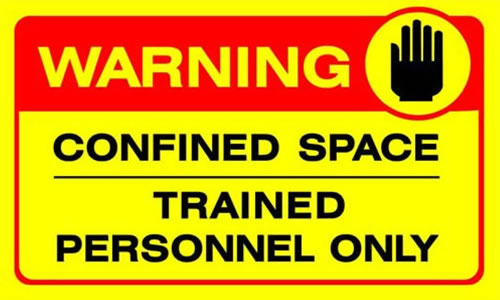 WARNING
CONFINED SPACE
TRAINED
PERSONNEL ONLY